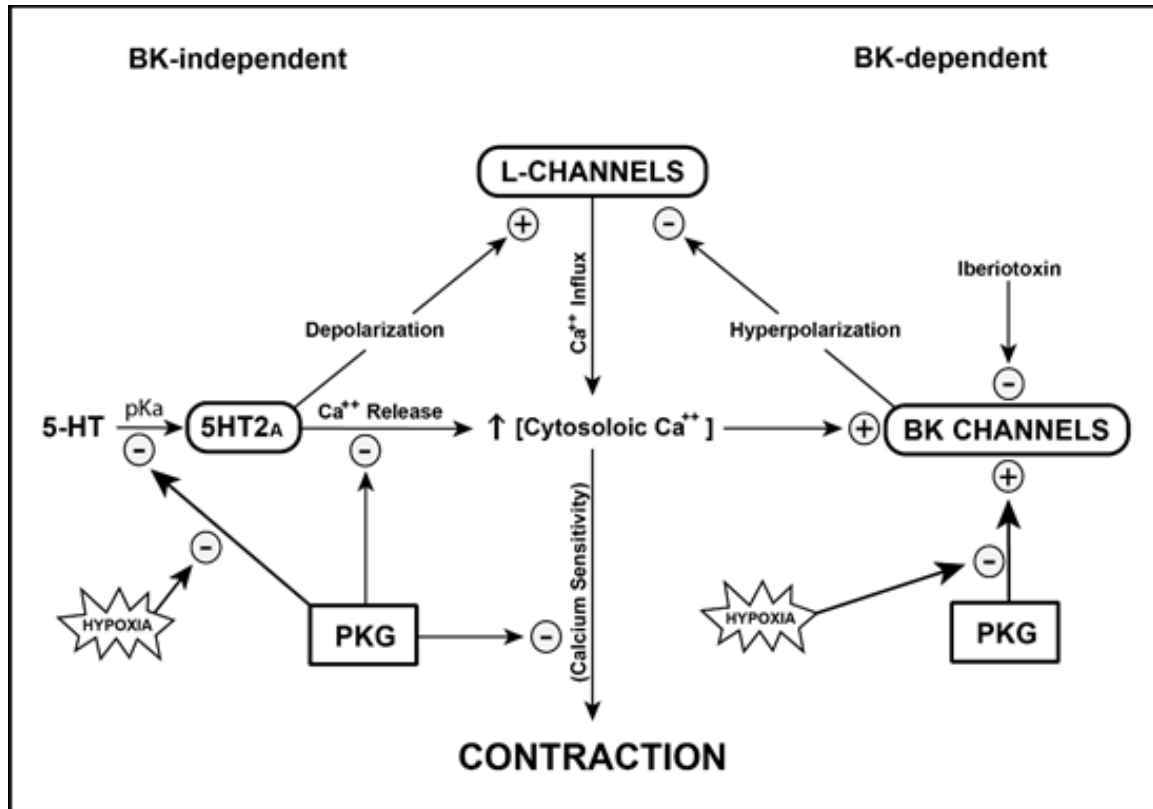 BK-independent
BK-dependent
L-CHANNELS
+
-
Ca++ Influx
Iberiotoxin
Depolarization
Hyperpolarization
-
5-HT
pKa
5HT2A
Ca++ Release
↑ [Cytosoloic Ca++ ]
+
BK CHANNELS
-
-
+
-
-
HYPOXIA
PKG
-
(Calcium Sensitivity)
HYPOXIA
PKG
CONTRACTION